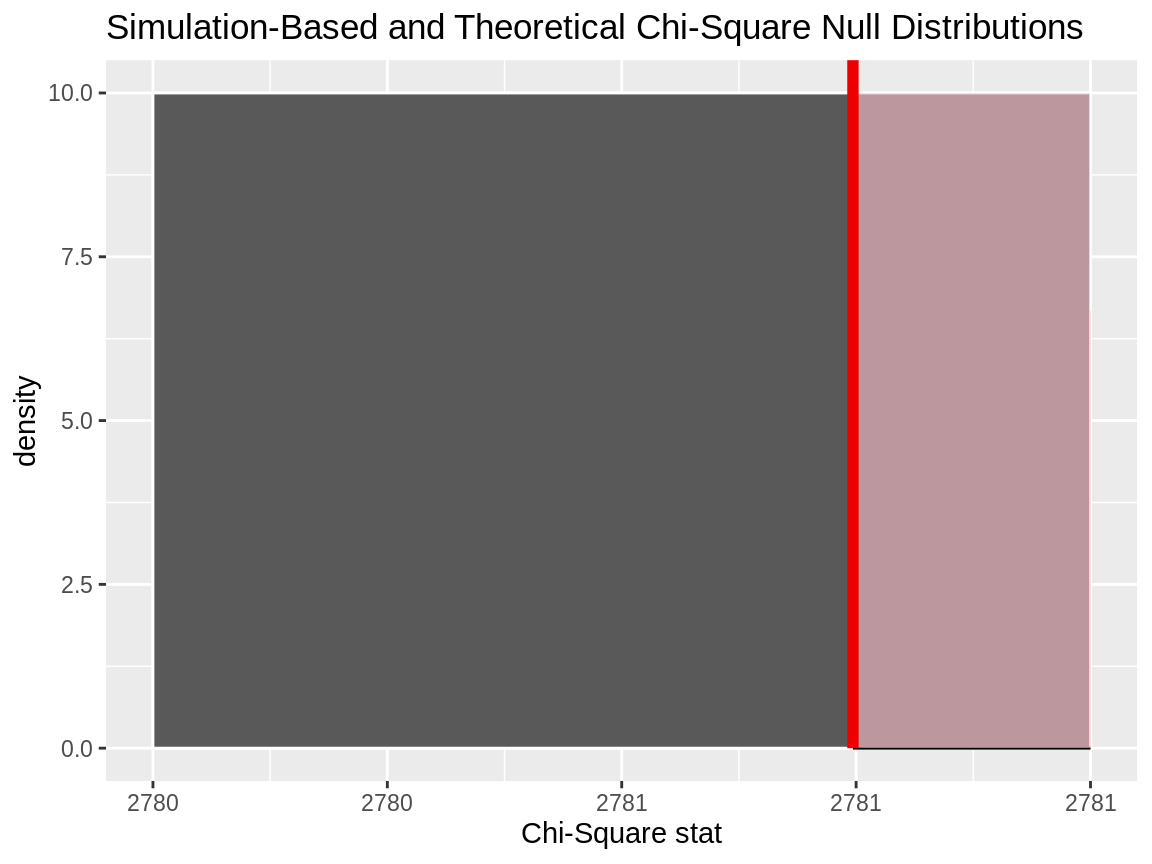 Simulation-Based and Theoretical Chi-Square Null Distributions
10.0
7.5
5.0
2.5
0.0
density
2780 2780 2781 2781 2781
Chi-Square stat